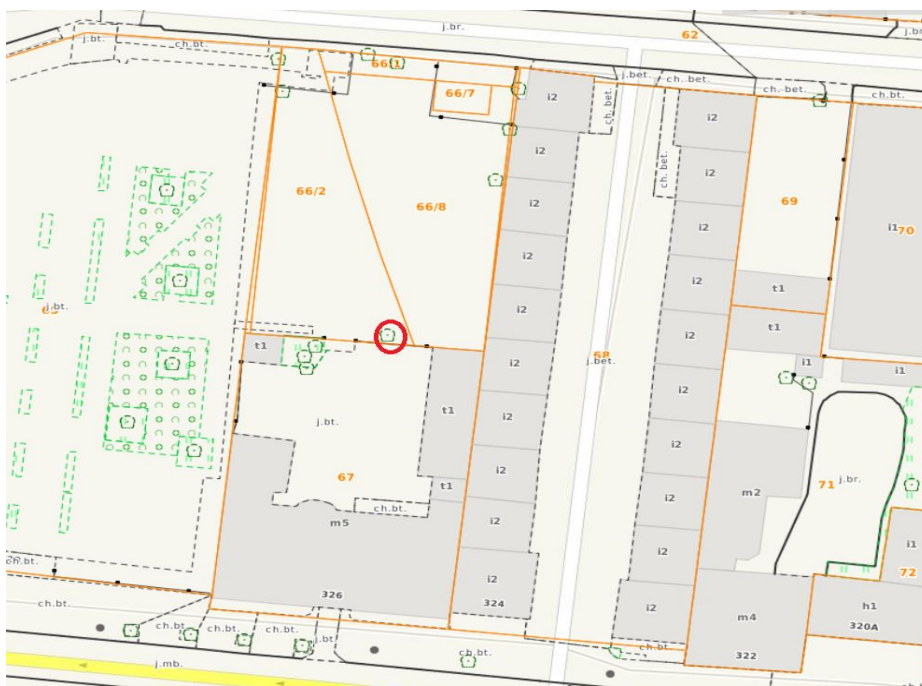 j.br.
62
j.br
j.bt.
ch.bt.
66/1
j.bet.
ch. bet.
ch. bet.
ch.bt.
66/7
i2
ch. bet.
i2
i2
ch. bet.
i2
66/2
i2
i2
69
66/8
i2
i1
70
i2
i2
t1
j.bt.
i2
i2
t1
t1
68
j.bet.
i2
i2
i1
i1
j.bt.
t1
i2
i2
67
t1
i2
i2
m2
71
j.br.
ch.bt.
m5
i2
i2
i1
ch.bt.
i2
72
326
324
i2
h1
ch.bt.
m4
320A
ch.bt.
ch.bt.
ch.bt.
j.bt.
ch.bt.
ch.bt.
322
j.mb.